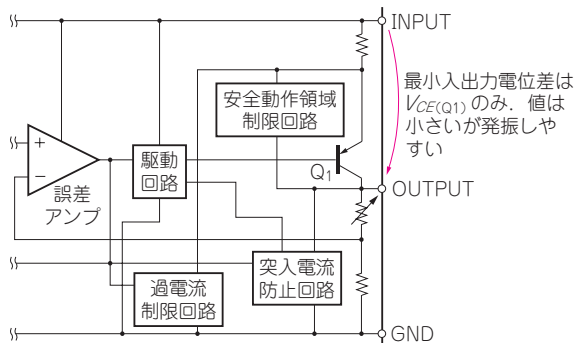 INPUT
安全動作領域
制限回路
最小入出力電位差は
VCE(Q1)のみ．値は
小さいが発振しや
すい
+
−
誤差
アンプ
駆動
回路
Q1
OUTPUT
突入電流
防止回路
過電流
制限回路
GND